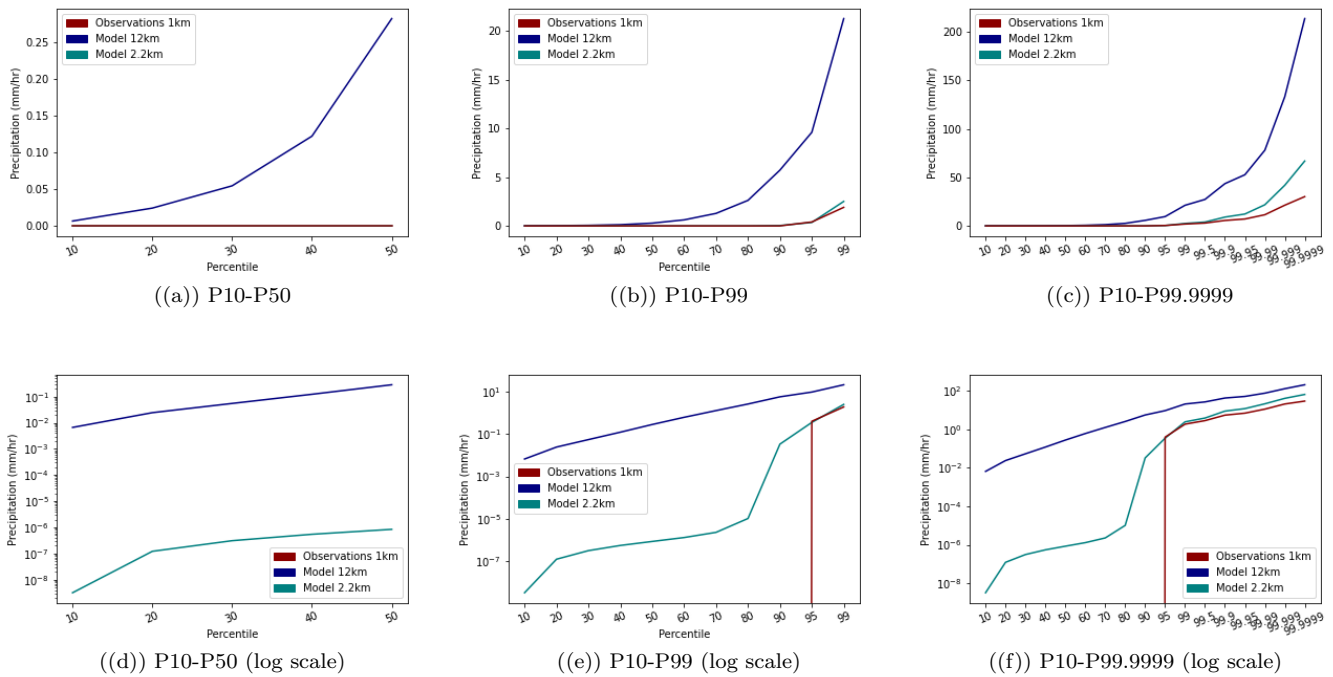 Observations 1km
Model 12km
Model 2.2km
Precipitation (mm/hr)
0.25
0.20
0.15
0.10
0.05
0.00
10
20
30
40
50
Percentile
((a)) P10-P50
Observations 1km
Model 12km
Model 2.2km
Precipitation (mm/hr)
20
15
10
5
0
10
20
30
40
50
60
70
80
90
95
99
Percentile
((b)) P10-P99
Observations 1km
Model 12km
Model 2.2km
Precipitation (mm/hr)
200
150
100
50
0
10
20
30
40
50
60
70
80
90
95
99
99.5
99.9
99.95
99.99
99.999
99.9999
((c)) P10-P99.9999
Precipitation (mm/hr)
10⁻¹
10⁻²
10⁻³
10⁻⁴
10⁻⁵
10⁻⁶
10⁻⁷
10⁻⁸
Observations 1km
Model 12km
Model 2.2km
10
20
30
40
50
Percentile
((d)) P10-P50 (log scale)
Precipitation (mm/hr)
10¹
10⁻¹
10⁻³
10⁻⁵
10⁻⁷
Observations 1km
Model 12km
Model 2.2km
10
20
30
40
50
60
70
80
90
95
99
Percentile
((e)) P10-P99 (log scale)
Precipitation (mm/hr)
10²
10⁰
10⁻²
10⁻⁴
10⁻⁶
10⁻⁸
Observations 1km
Model 12km
Model 2.2km
10
20
30
40
50
60
70
80
90
95
99
99.5
99.9
99.95
99.99
99.999
99.9999
((f)) P10-P99.9999 (log scale)